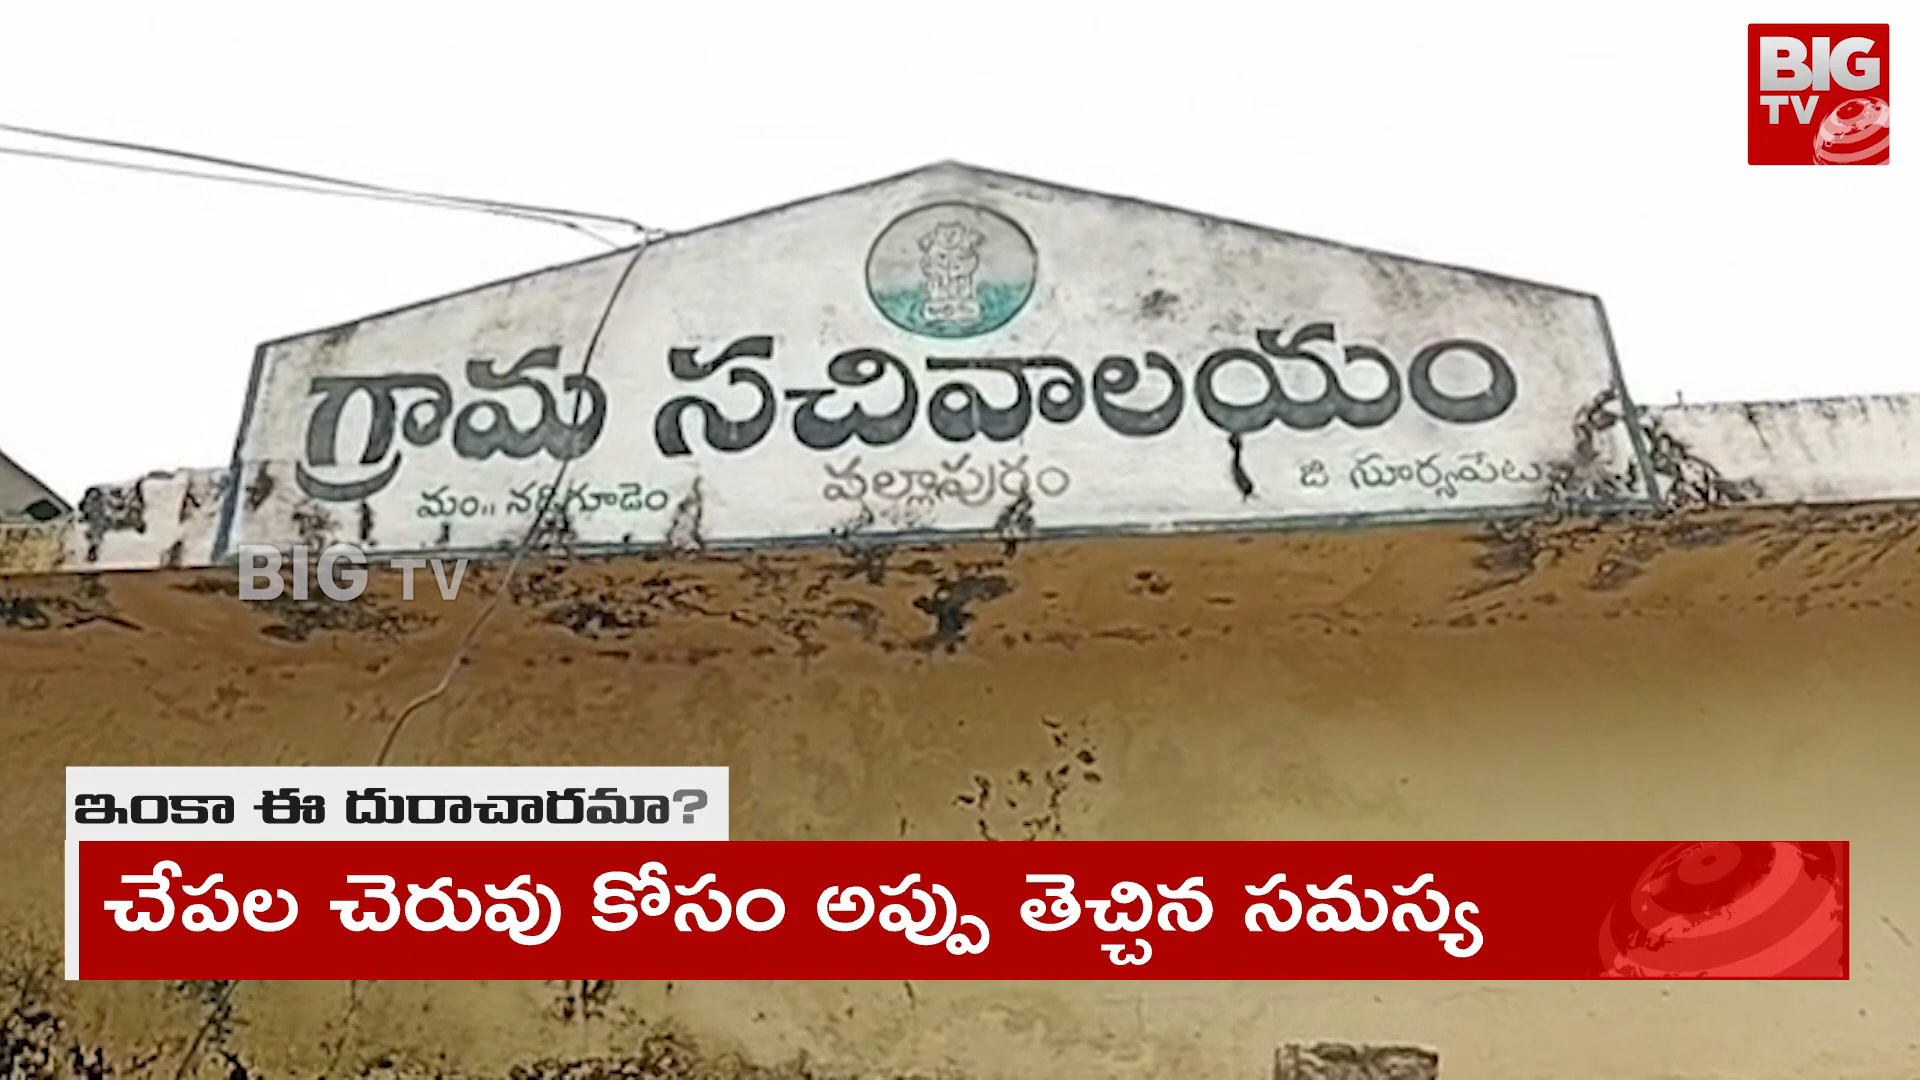 BIG
TV
గ్రామ సచివాలయం
మం.. నడిగూడెం వల్లాపురం జి సూర్యాపేట
BIG TV
ఇంకా ఈ దురాచారమా?
చేపల చెరువు కోసం అప్పు తెచ్చిన సమస్య